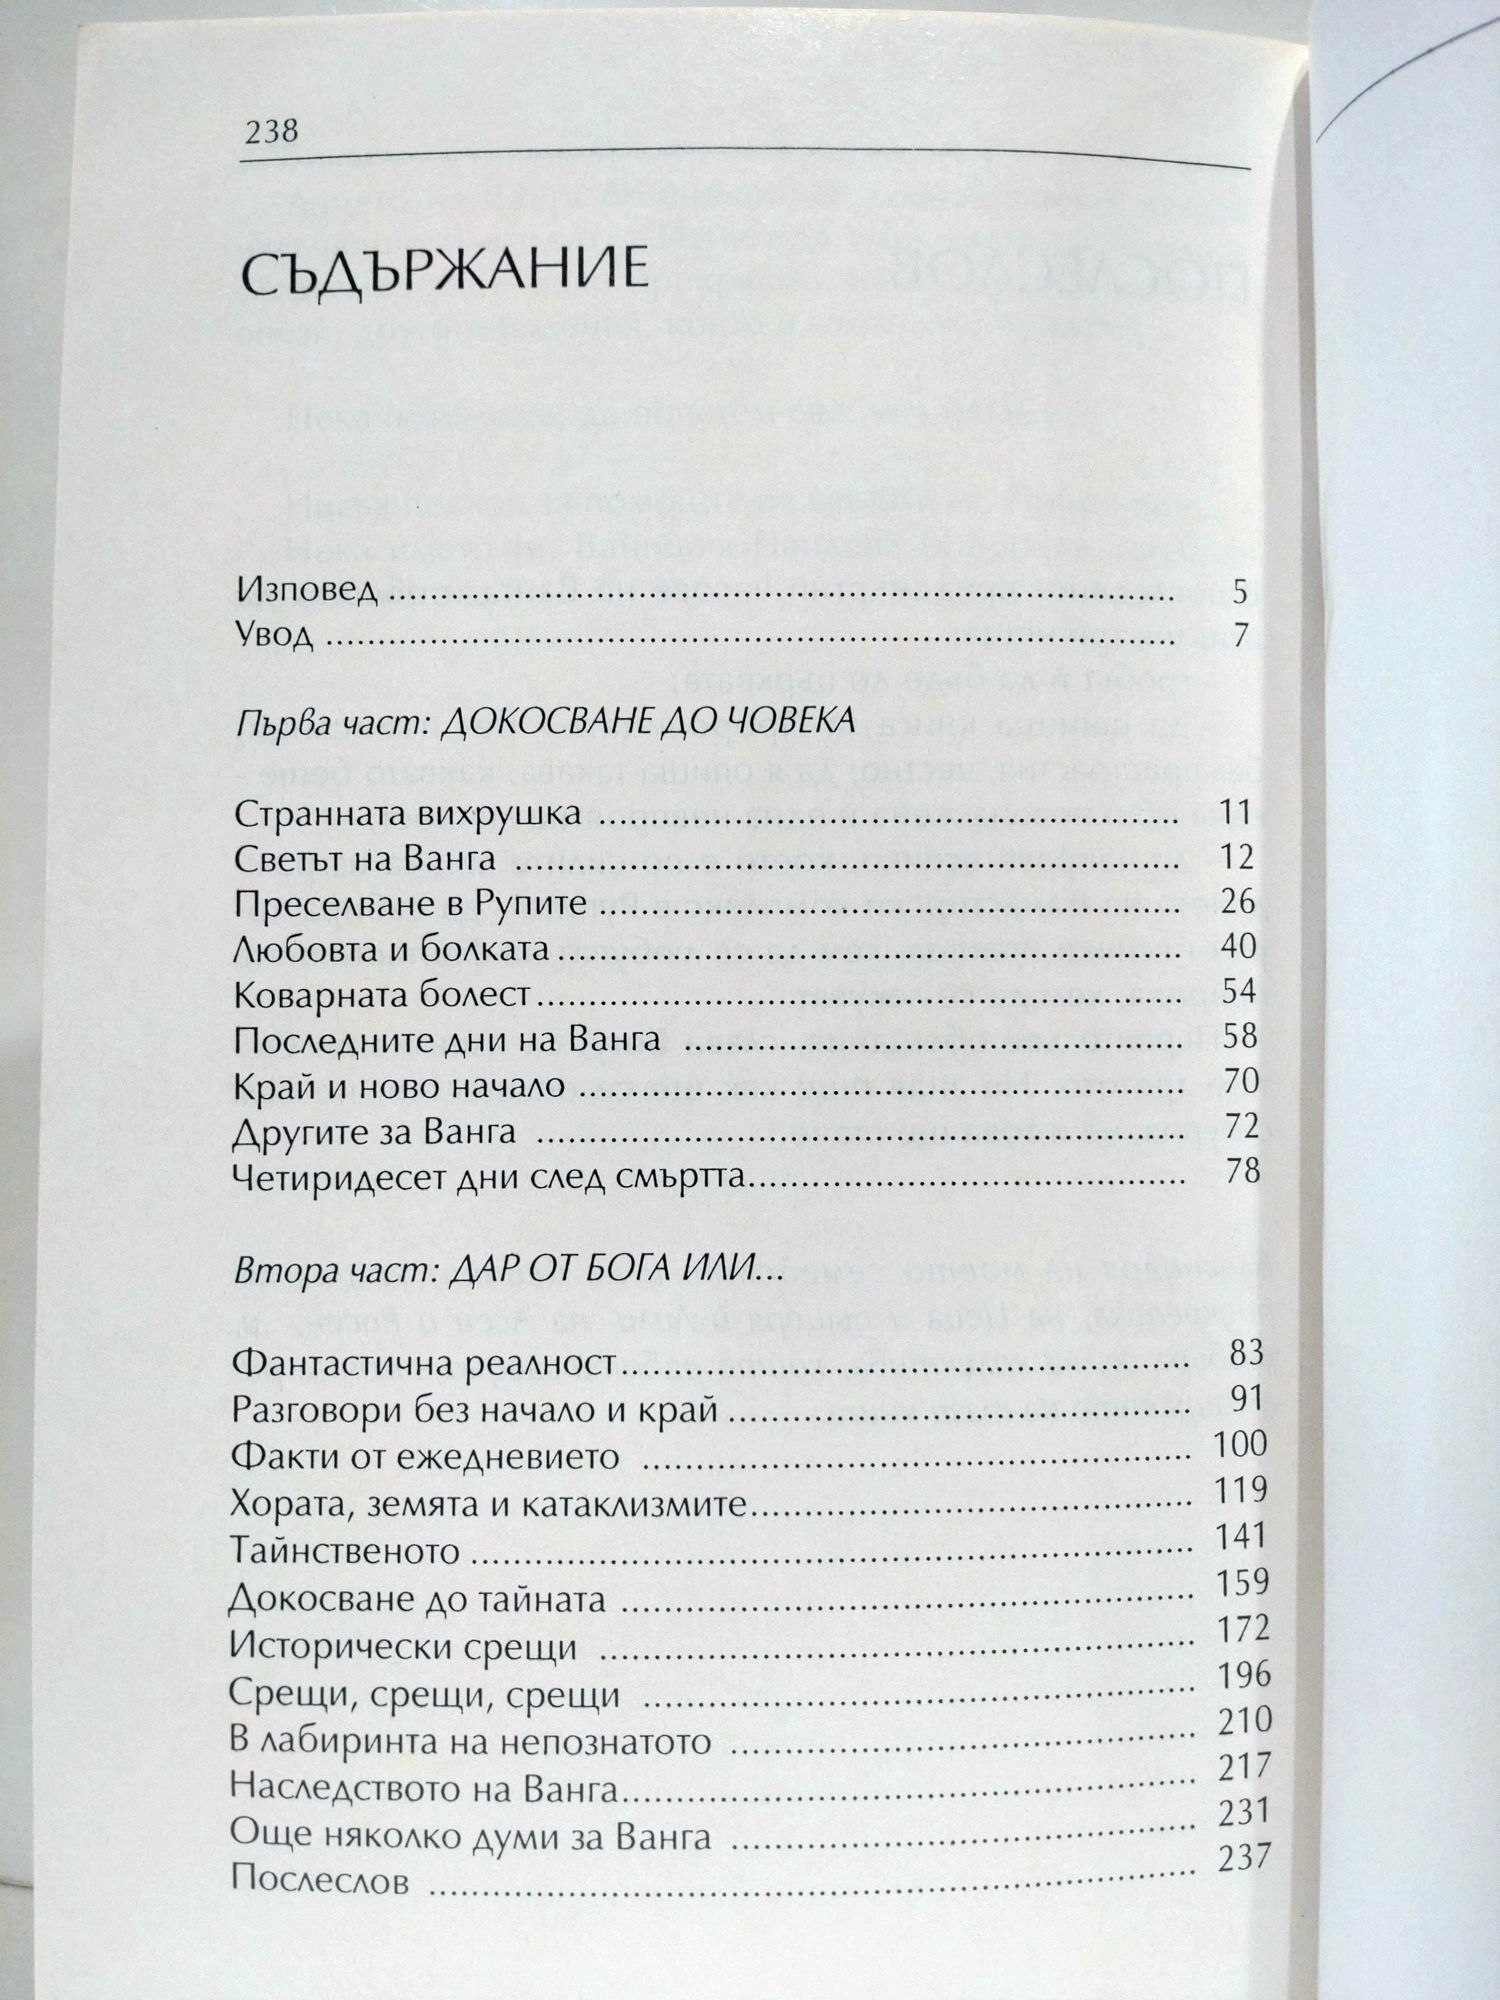 238
СЪДЪРЖАНИЕ
Изповед ........................................ 5
Увод ........................................ 7
Първа част: ДОКОСВАНЕ ДО ЧОВЕКА
Странната вихрушка ........................................ 11
Светът на Ванга ........................................ 12
Преселване в Рупите ........................................ 26
Любовта и болката ........................................ 40
Коварната болест ........................................ 54
Последните дни на Ванга ........................................ 58
Край и ново начало ........................................ 70
Другите за Ванга ........................................ 72
Четиридесет дни след смъртта ........................................ 78
Втора част: ДАР ОТ БОГА ИЛИ...
Фантастична реалност ........................................ 83
Разговори без начало и край ........................................ 91
Факти от ежедневието ........................................ 100
Хората, земята и катаклизмите ........................................ 119
Тайнственото ........................................ 141
Докосване до тайната ........................................ 159
Исторически срещи ........................................ 172
Срещи, срещи, срещи ........................................ 196
В лабиринта на непознатото ........................................ 210
Наследството на Ванга ........................................ 217
Още няколко думи за Ванга ........................................ 231
Послеслов ........................................ 237